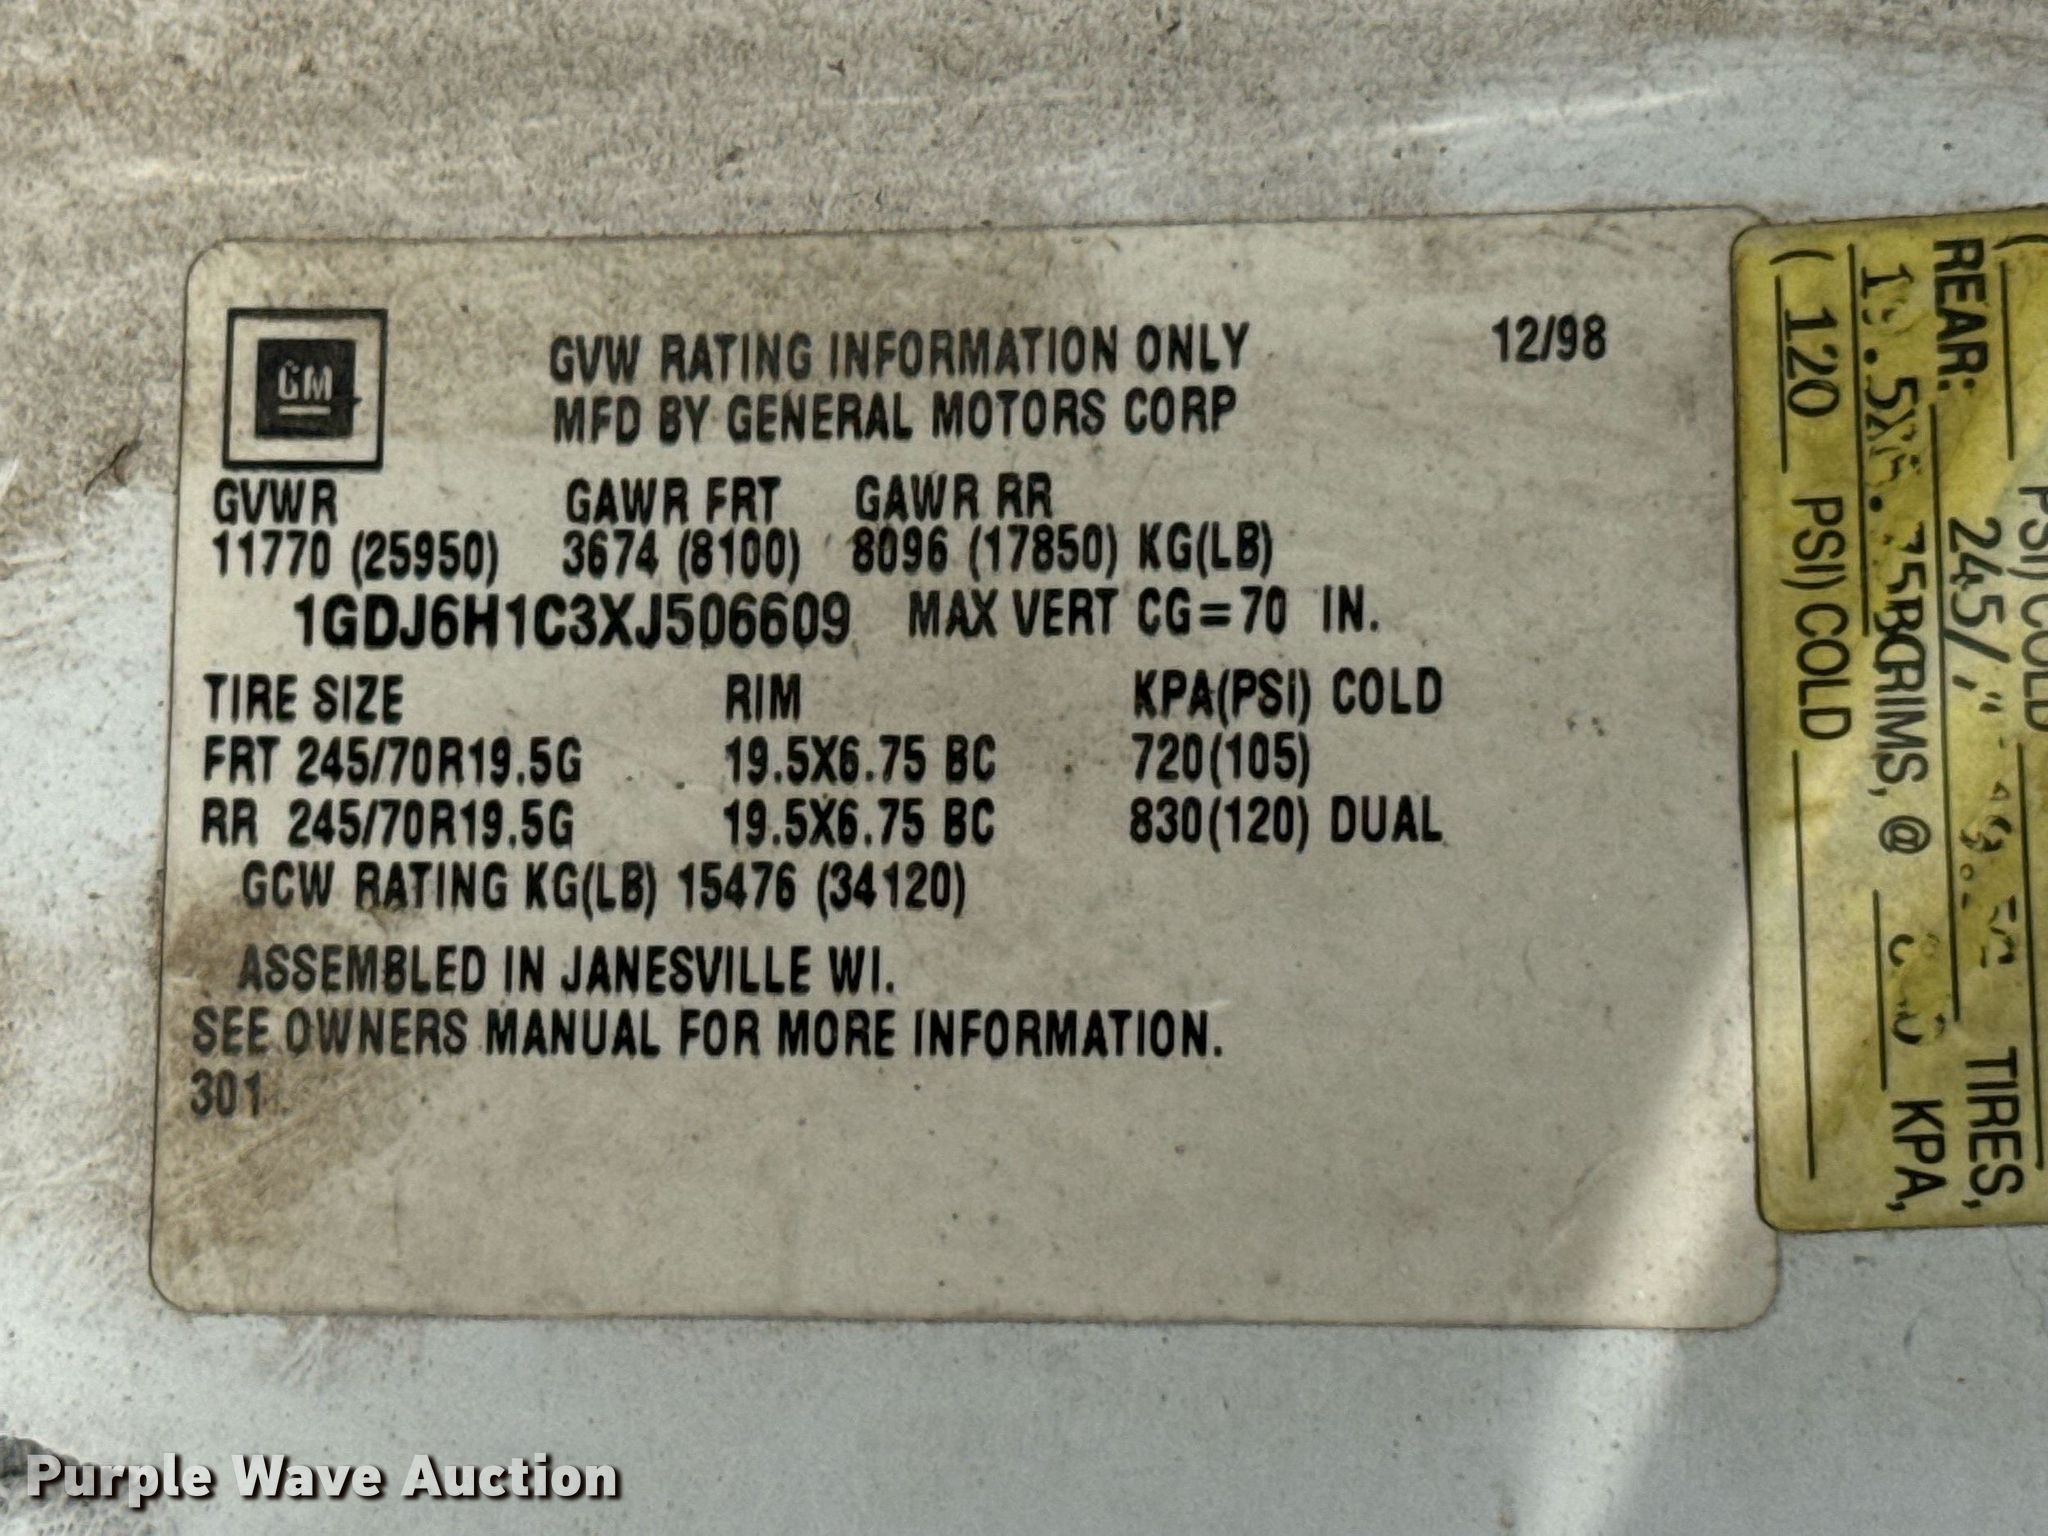 GM
GVW RATING INFORMATION ONLY 12/98
MFD BY GENERAL MOTORS CORP
GVWR GAWR FRT GAWR RR
11770 (25950) 3674 (8100) 8096 (17850) KG(LB)
1GDJ6H1C3XJ506609 MAX VERT CG=70 IN.
TIRE SIZE RIM KPA(PSI) COLD
FRT 245/70R19.5G 19.5X6.75 BC 720(105)
RR 245/70R19.5G 19.5X6.75 BC 830(120) DUAL
GCW RATING KG(LB) 15476 (34120)
ASSEMBLED IN JANESVILLE WI.
SEE OWNERS MANUAL FOR MORE INFORMATION.
301
PSI) COLD
REAR: TIRES,
RIMS, @ KPA,
( 120 PSI) COLD
Purple Wave Auction